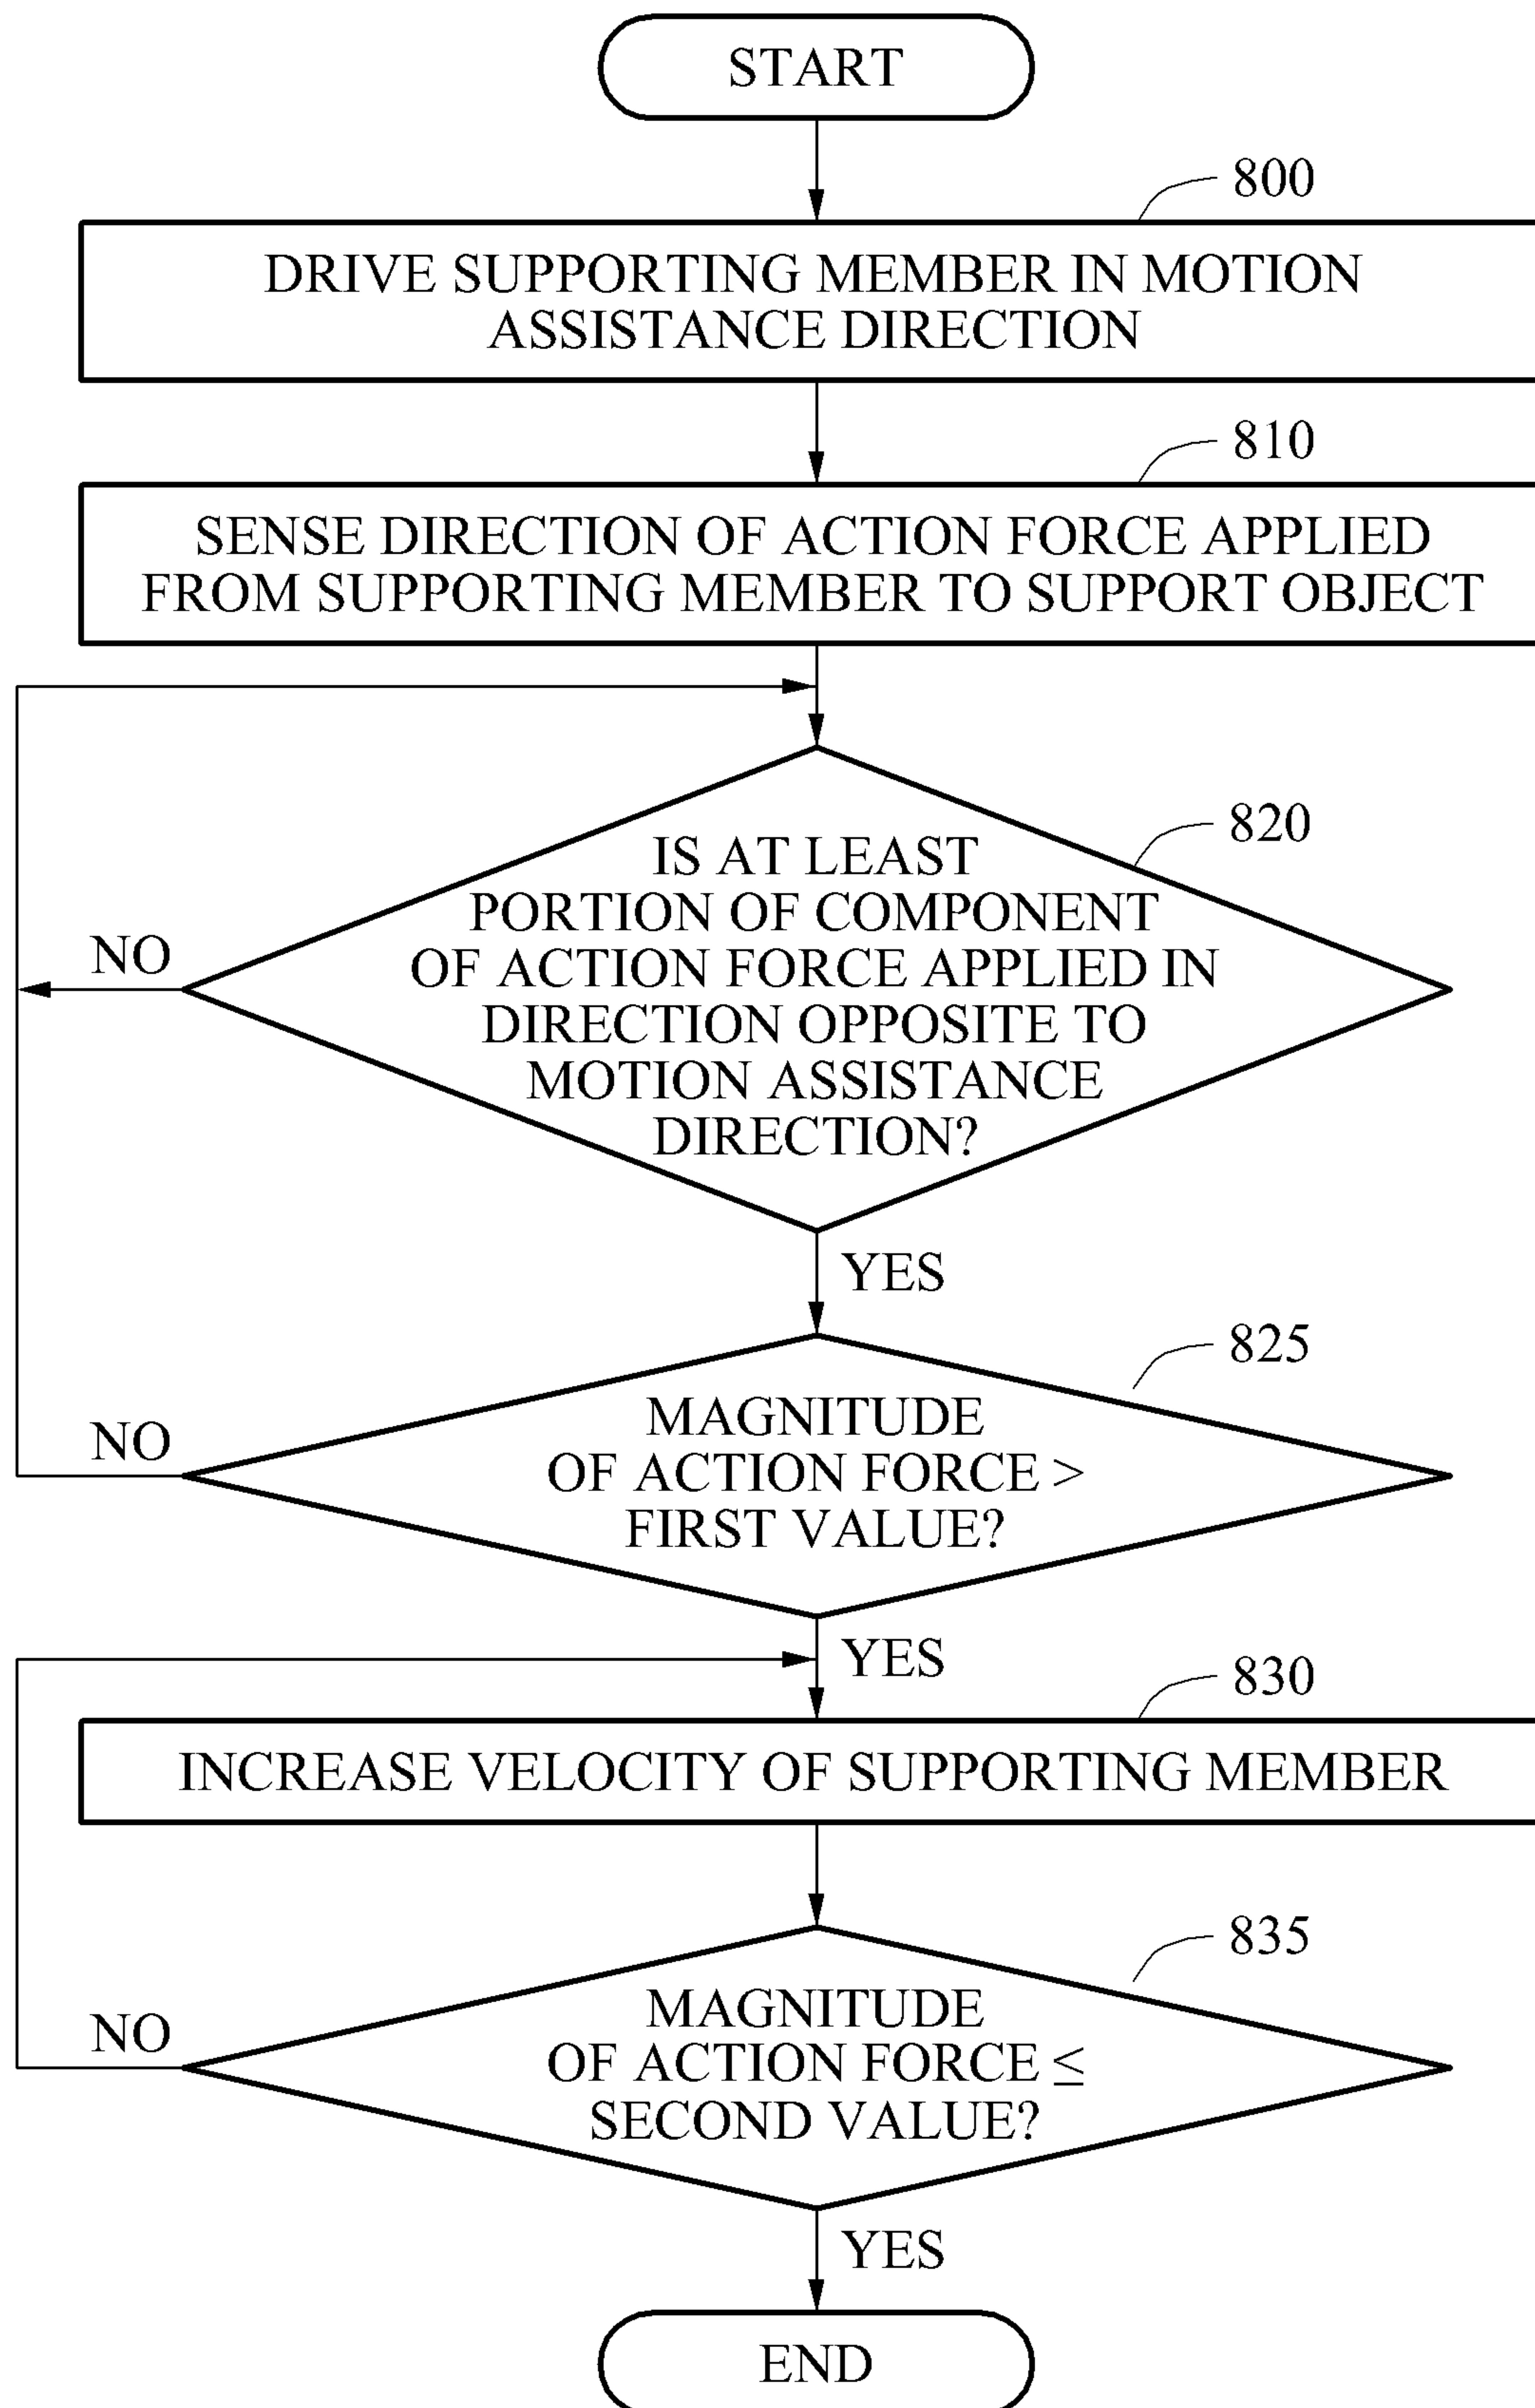 START
800
DRIVE SUPPORTING MEMBER IN MOTION
ASSISTANCE DIRECTION
810
SENSE DIRECTION OF ACTION FORCE APPLIED
FROM SUPPORTING MEMBER TO SUPPORT OBJECT
820
IS AT LEAST
PORTION OF COMPONENT
OF ACTION FORCE APPLIED IN
DIRECTION OPPOSITE TO
MOTION ASSISTANCE
DIRECTION?
NO
YES
825
MAGNITUDE
OF ACTION FORCE >
FIRST VALUE?
NO
YES
830
INCREASE VELOCITY OF SUPPORTING MEMBER
835
MAGNITUDE
OF ACTION FORCE ≤
SECOND VALUE?
NO
YES
END